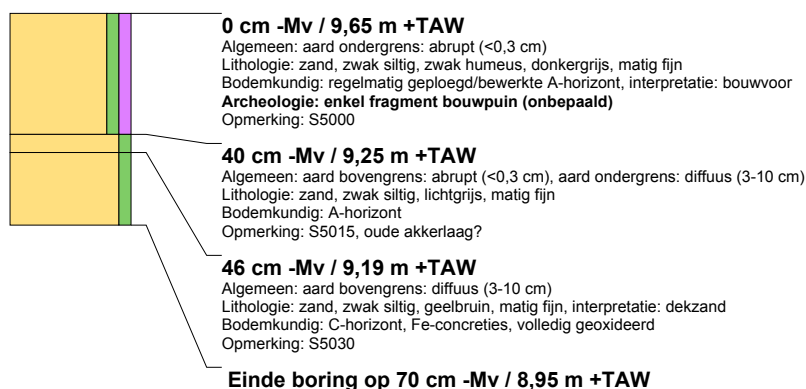 0 cm -Mv / 9,65 m +TAW
Algemeen: aard ondergrens: abrupt (<0,3 cm)
Lithologie: zand, zwak siltig, zwak humeus, donkergrijs, matig fijn
Bodemkundig: regelmatig geploegd/bewerkte A-horizont, interpretatie: bouwvoor
Archeologie: enkel fragment bouwpuin (onbepaald)
Opmerking: S5000
40 cm -Mv / 9,25 m +TAW
Algemeen: aard bovengrens: abrupt (<0,3 cm), aard ondergrens: diffuus (3-10 cm)
Lithologie: zand, zwak siltig, lichtgrijs, matig fijn
Bodemkundig: A-horizont
Opmerking: S5015, oude akkerlaag?
46 cm -Mv / 9,19 m +TAW
Algemeen: aard bovengrens: diffuus (3-10 cm)
Lithologie: zand, zwak siltig, geelbruin, matig fijn, interpretatie: dekzand
Bodemkundig: C-horizont, Fe-concreties, volledig geoxideerd
Opmerking: S5030
Einde boring op 70 cm -Mv / 8,95 m +TAW